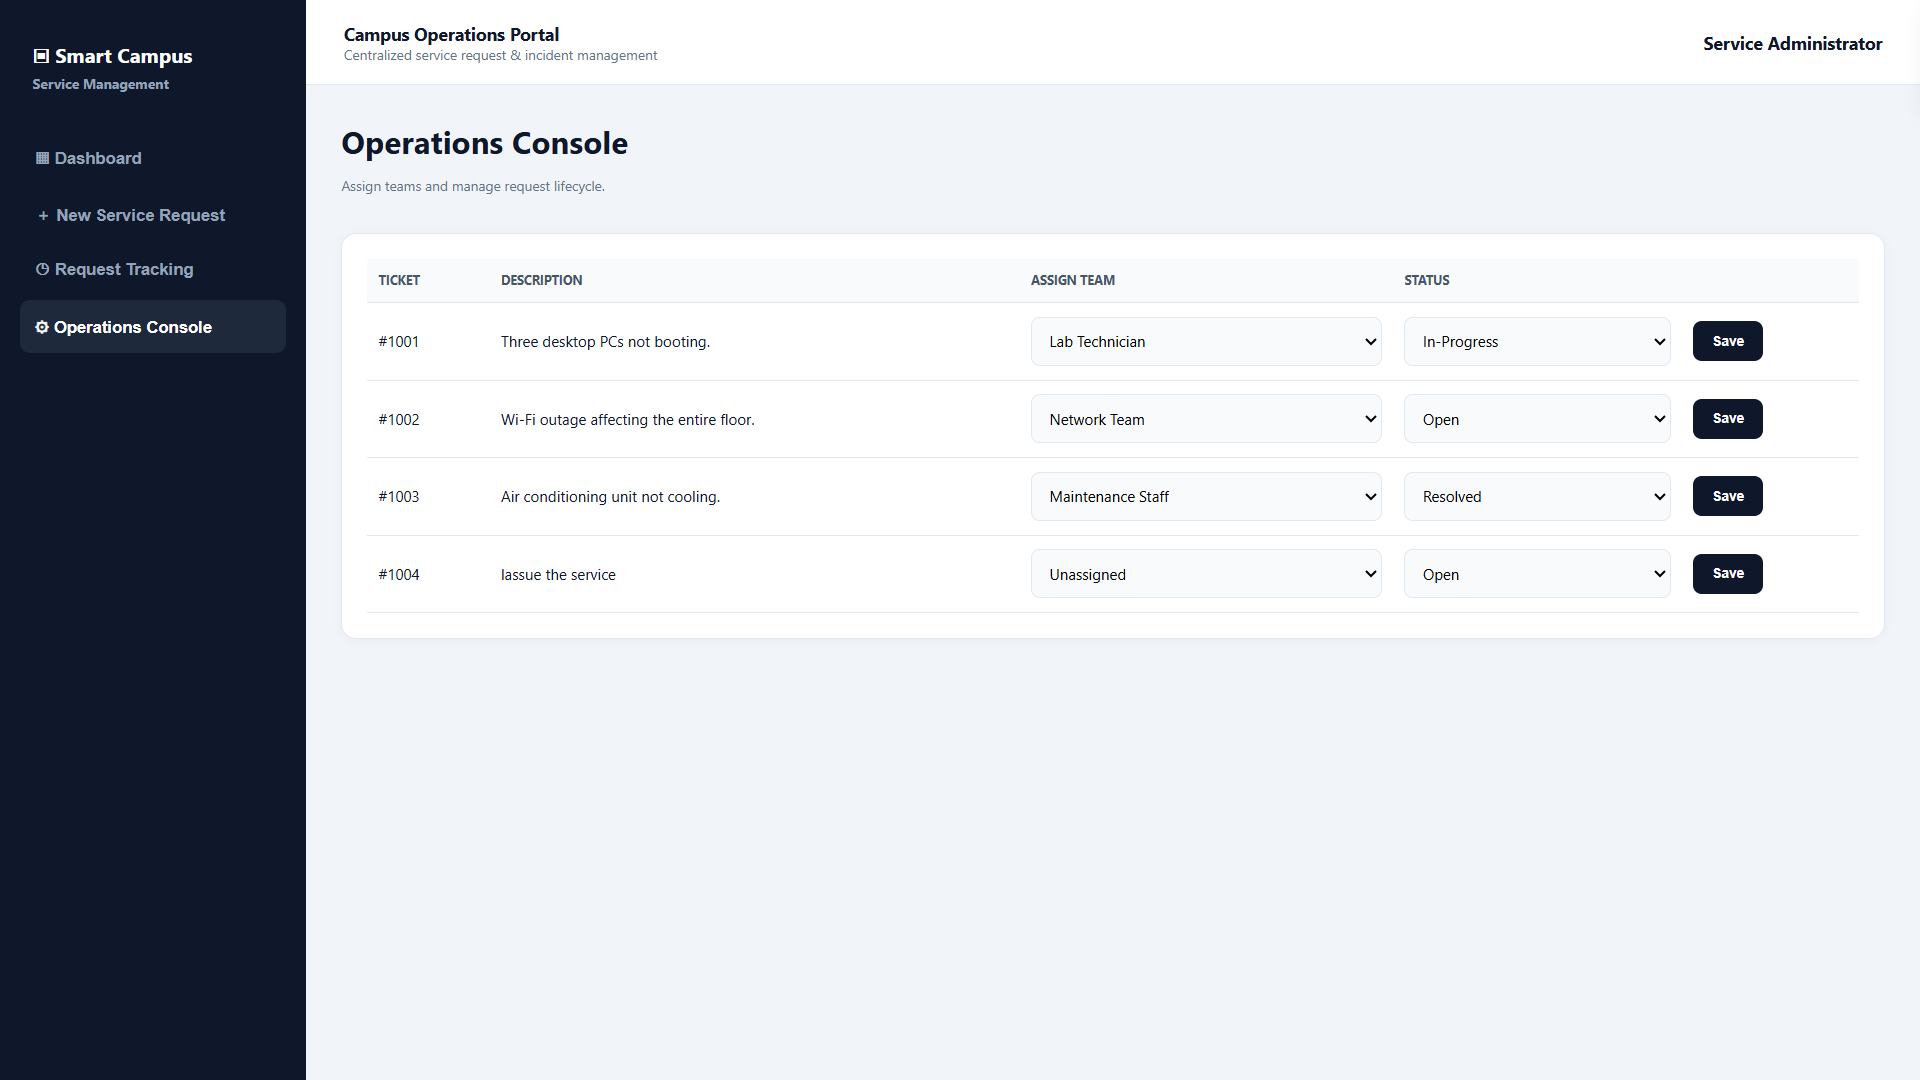 Smart Campus
Service Management
Dashboard
+ New Service Request
Request Tracking
Operations Console
Campus Operations Portal
Centralized service request & incident management
Service Administrator
Operations Console
Assign teams and manage request lifecycle.
TICKET DESCRIPTION ASSIGN TEAM STATUS
#1001 Three desktop PCs not booting. Lab Technician In-Progress Save
#1002 Wi-Fi outage affecting the entire floor. Network Team Open Save
#1003 Air conditioning unit not cooling. Maintenance Staff Resolved Save
#1004 Iassue the service Unassigned Open Save